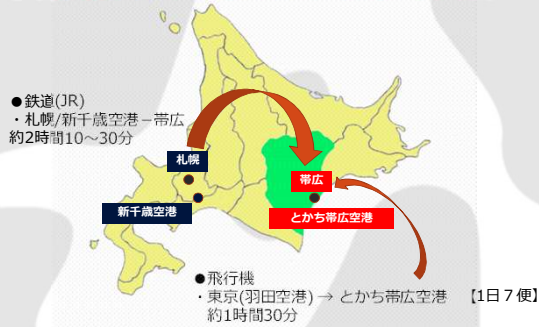 ●鉄道(JR)
・札幌/新千歳空港－帯広
約2時間10～30分
札幌
帯広
新千歳空港
とかち帯広空港
●飛行機
・東京(羽田空港) → とかち帯広空港 【1日７便】
約1時間30分